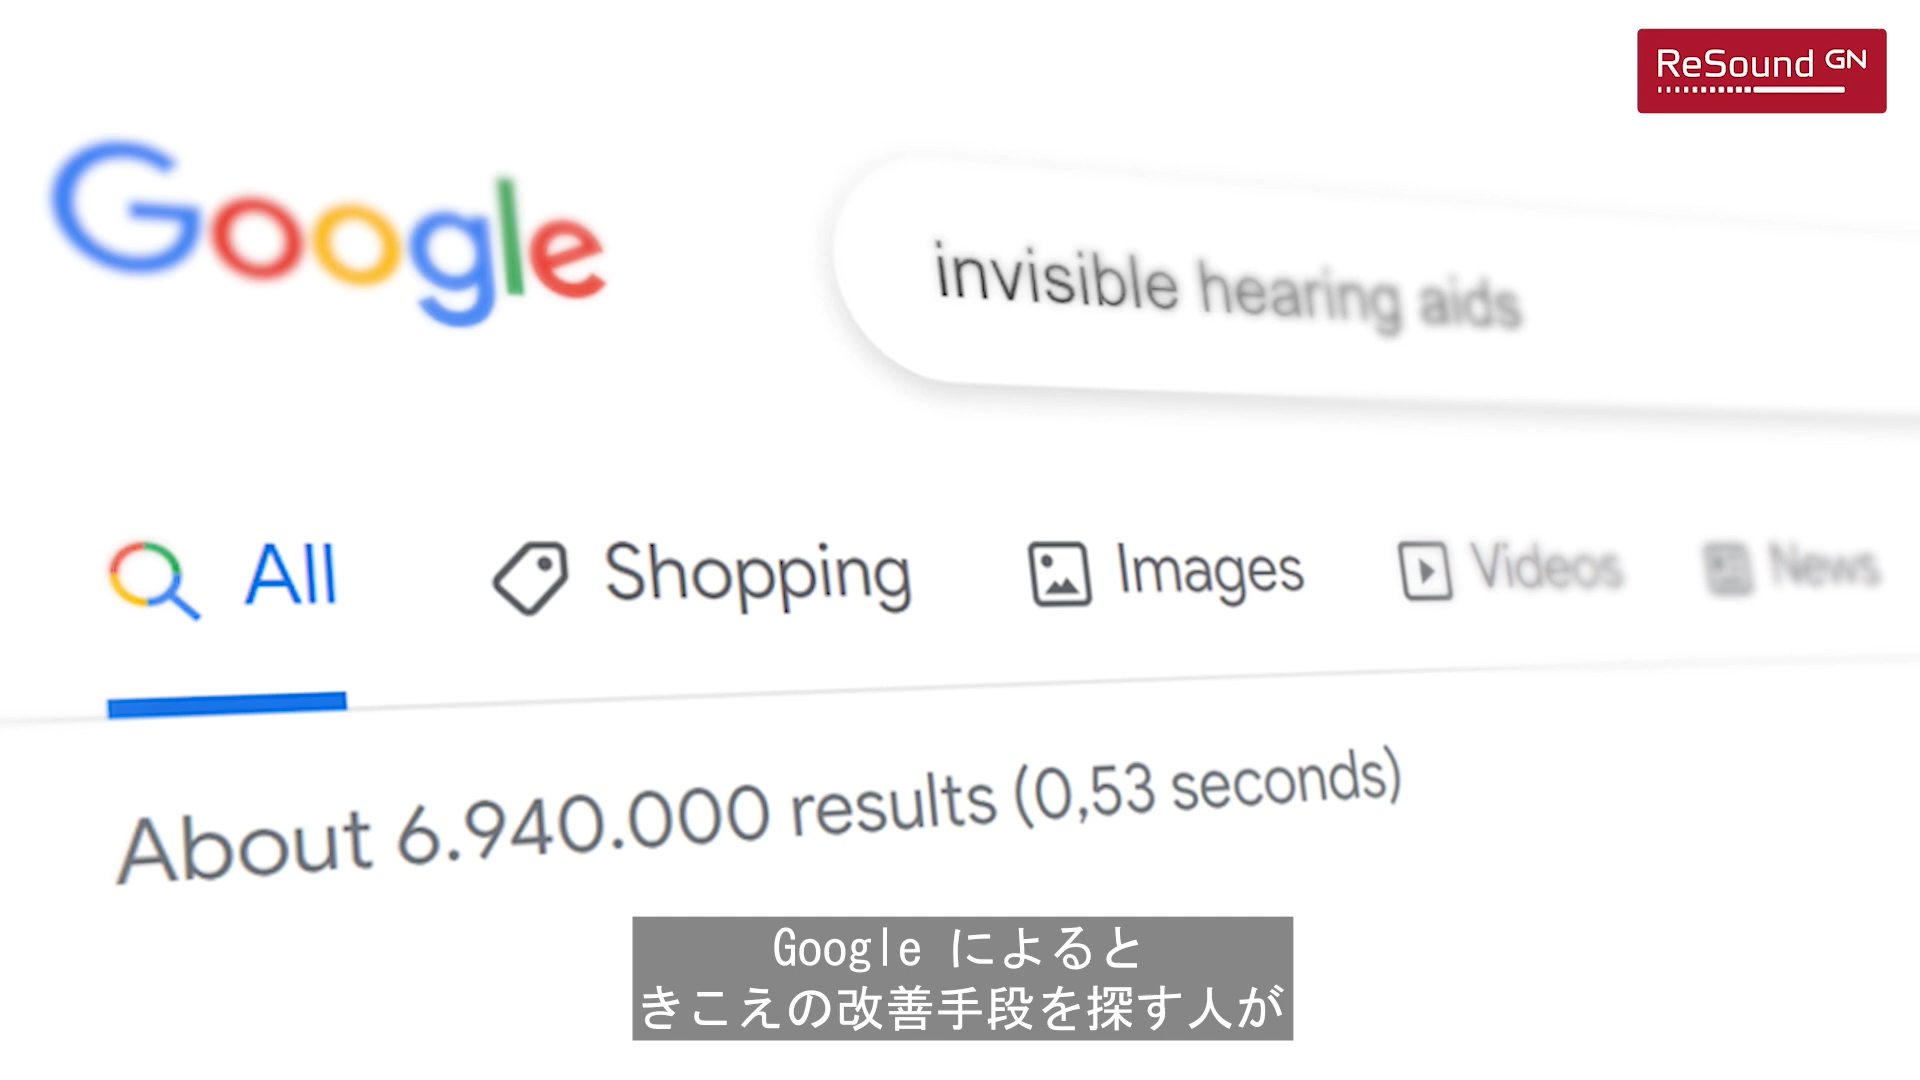 ReSound GN
Google
invisible hearing aids
All
Shopping
Images
Videos
News
About 6.940.000 results (0,53 seconds)
Google によると
きこえの改善手段を探す人が